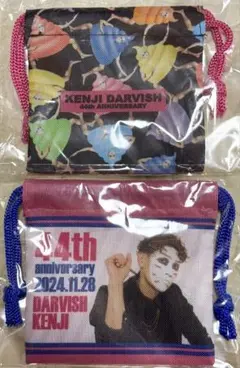 KENJI DARVISH
44th ANNIVERSARY
44th
anniversary
2024.11.28
DARVISH
KENJI